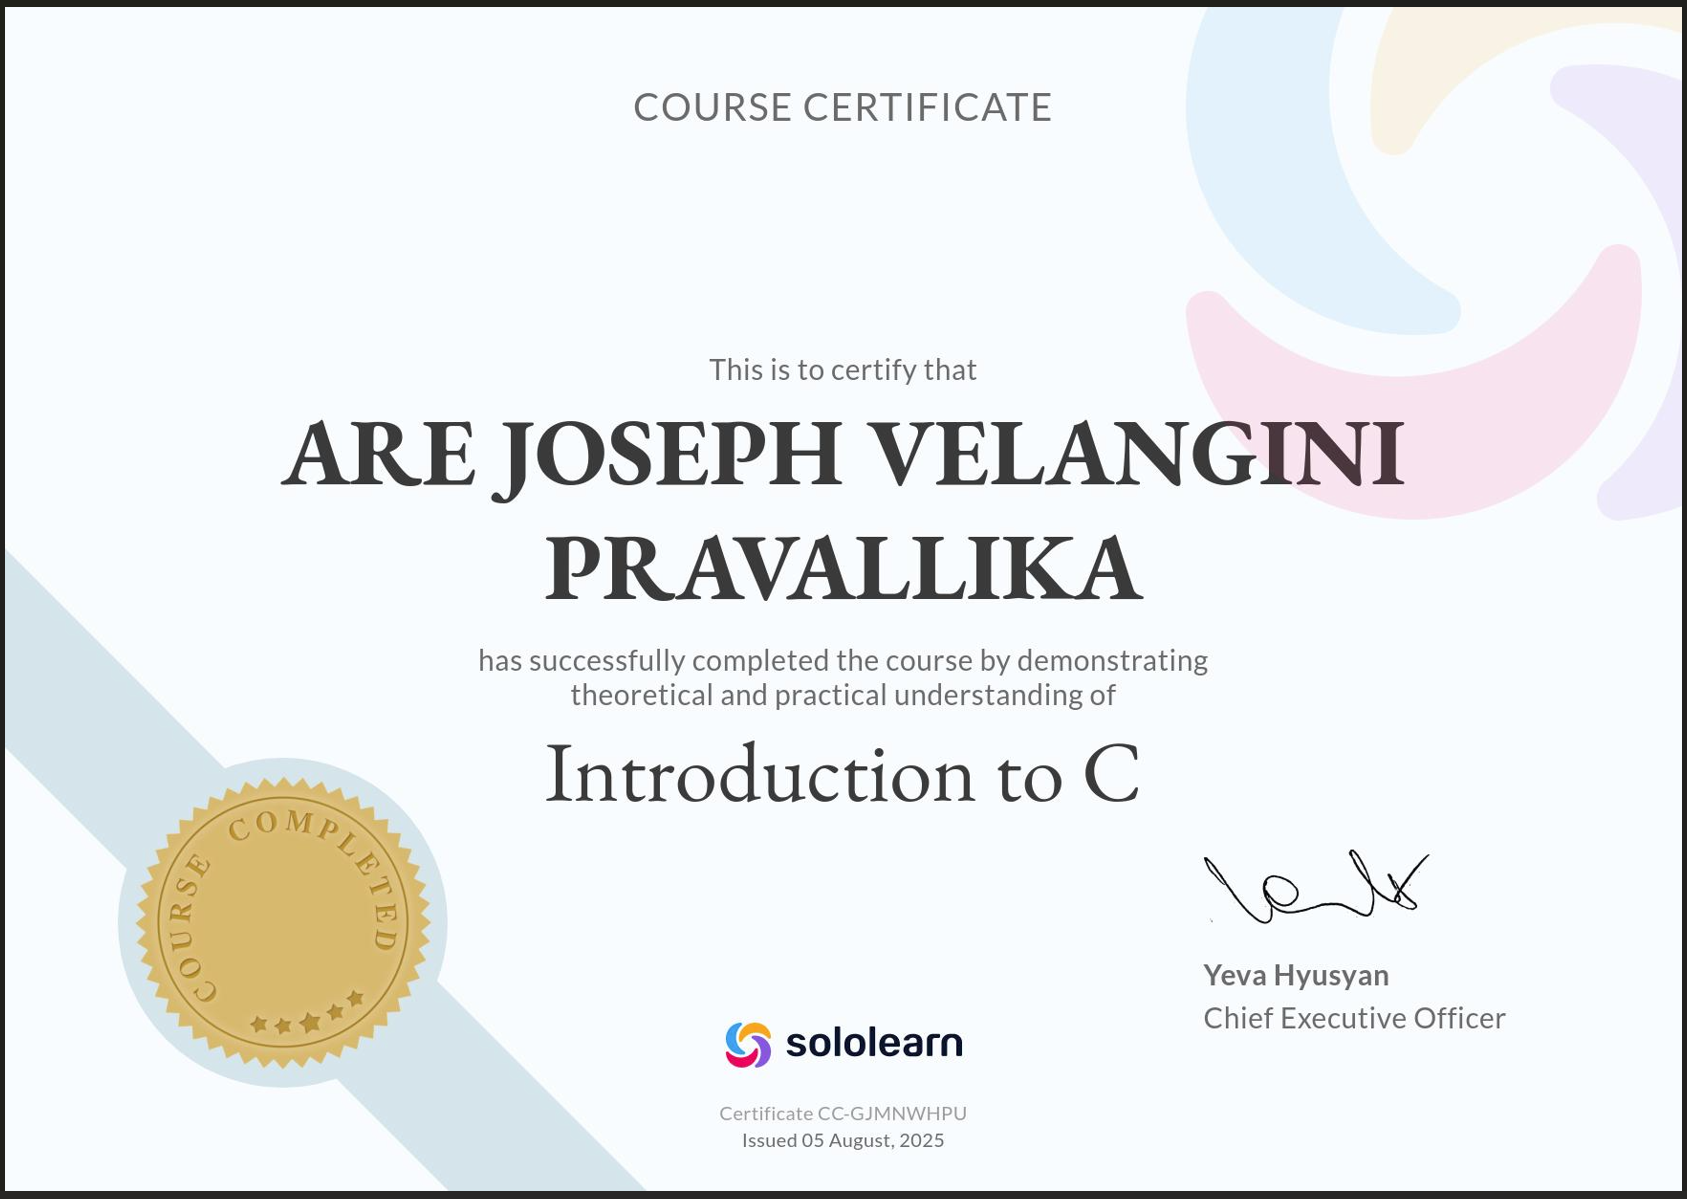 COURSE CERTIFICATE
This is to certify that
ARE JOSEPH VELANGINI
PRAVALLIKA
has successfully completed the course by demonstrating
theoretical and practical understanding of
Introduction to C
COURSE COMPLETED
Yeva Hyusyan
Chief Executive Officer
sololearn
Certificate CC-GJMNWHPU
Issued 05 August, 2025